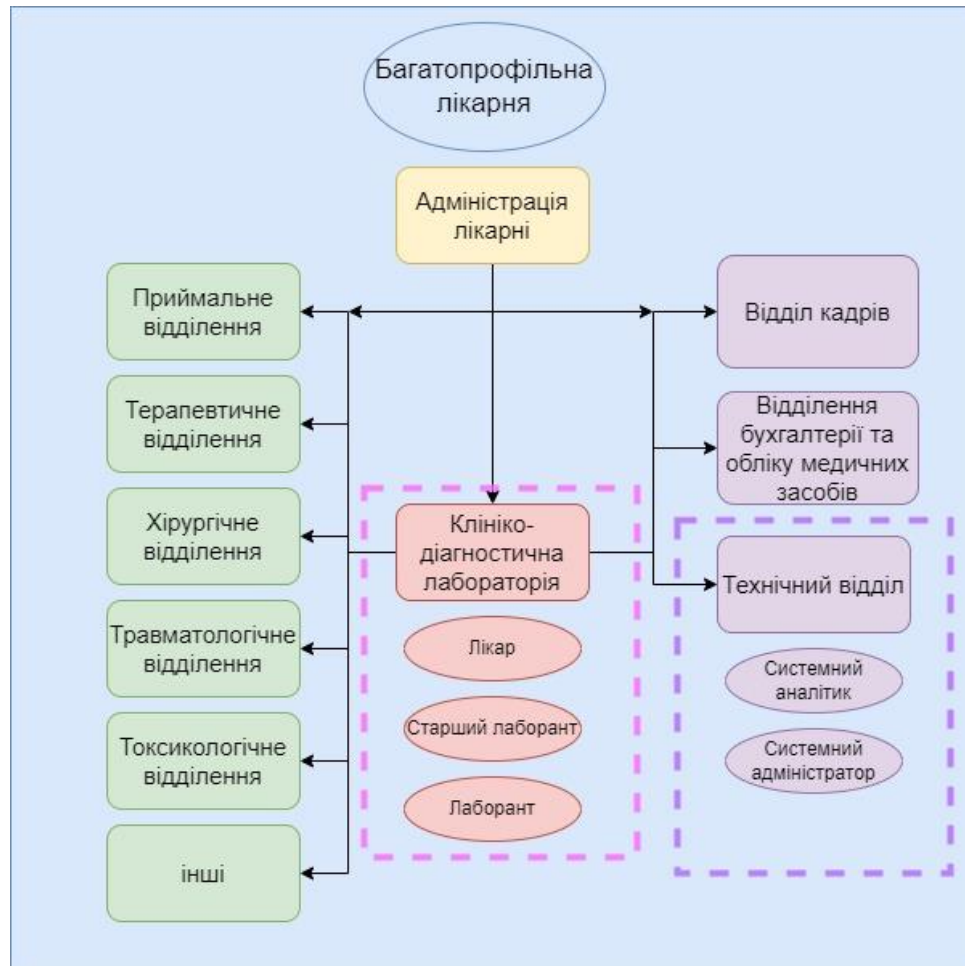 Багатопрофільна
лікарня
Адміністрація
лікарні
Приймальне
відділення
Терапевтичне
відділення
Хірургічне
відділення
Травматологічне
відділення
Токсикологічне
відділення
інші
Клініко-
діагностична
лабораторія
Лікар
Старший лаборант
Лаборант
Відділ кадрів
Відділення
бухгалтерії та
обліку медичних
засобів
Технічний відділ
Системний
аналітик
Системний
адміністратор